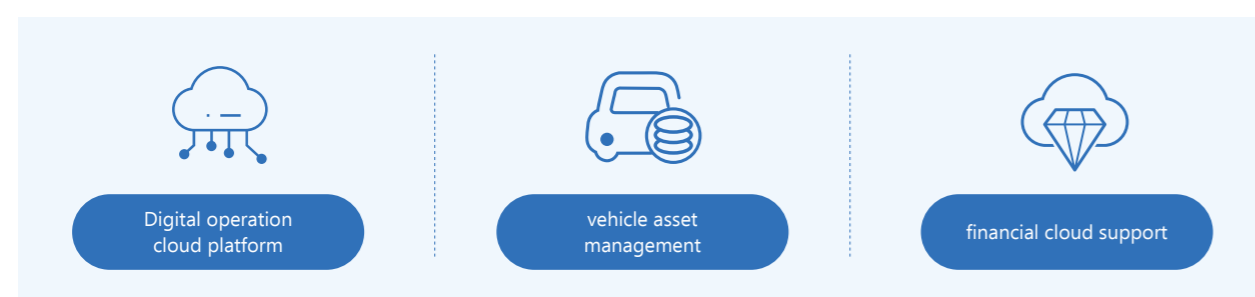 Digital operation
cloud platform
vehicle asset
management
financial cloud support